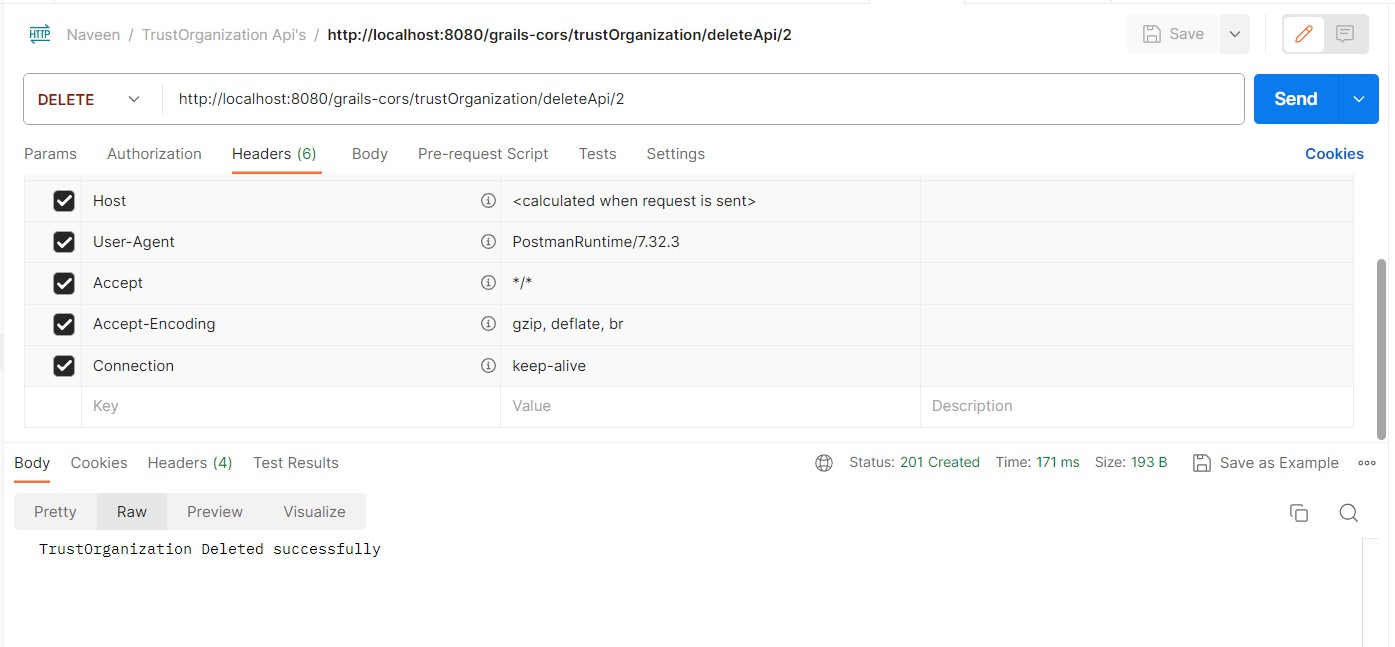 HTTP Naveen / TrustOrganization Api's / http://localhost:8080/grails-cors/trustOrganization/deleteApi/2 Save
DELETE http://localhost:8080/grails-cors/trustOrganization/deleteApi/2 Send
Params Authorization Headers (6) Body Pre-request Script Tests Settings Cookies
Host <calculated when request is sent>
User-Agent PostmanRuntime/7.32.3
Accept */*
Accept-Encoding gzip, deflate, br
Connection keep-alive
Key Value Description
Body Cookies Headers (4) Test Results Status: 201 Created Time: 171 ms Size: 193 B Save as Example
Pretty Raw Preview Visualize
TrustOrganization Deleted successfully